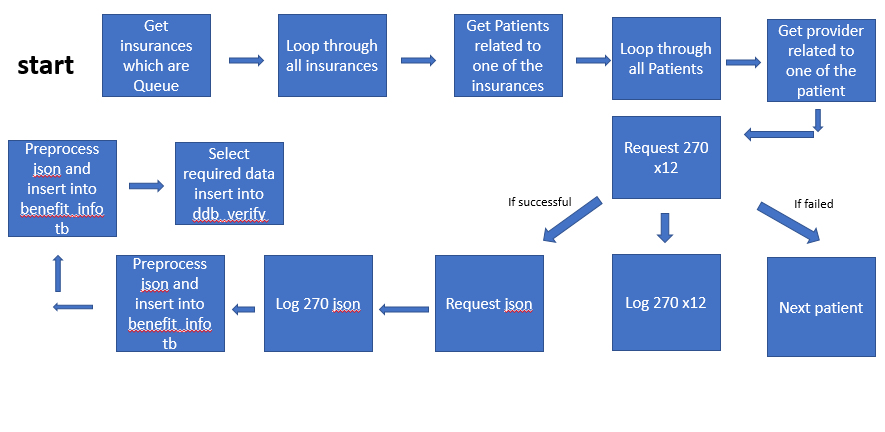 start
Get
insurances
which are
Queue
Loop through
all insurances
Get Patients
related to
one of the
insurances
Loop through
all Patients
Get provider
related to
one of the
patient
Request 270
x12
If successful
If failed
Request json
Log 270 x12
Next patient
Log 270 json
Preprocess
json and
insert into
benefit_info
tb
Preprocess
json and
insert into
benefit_info
tb
Select
required data
insert into
ddb_verify